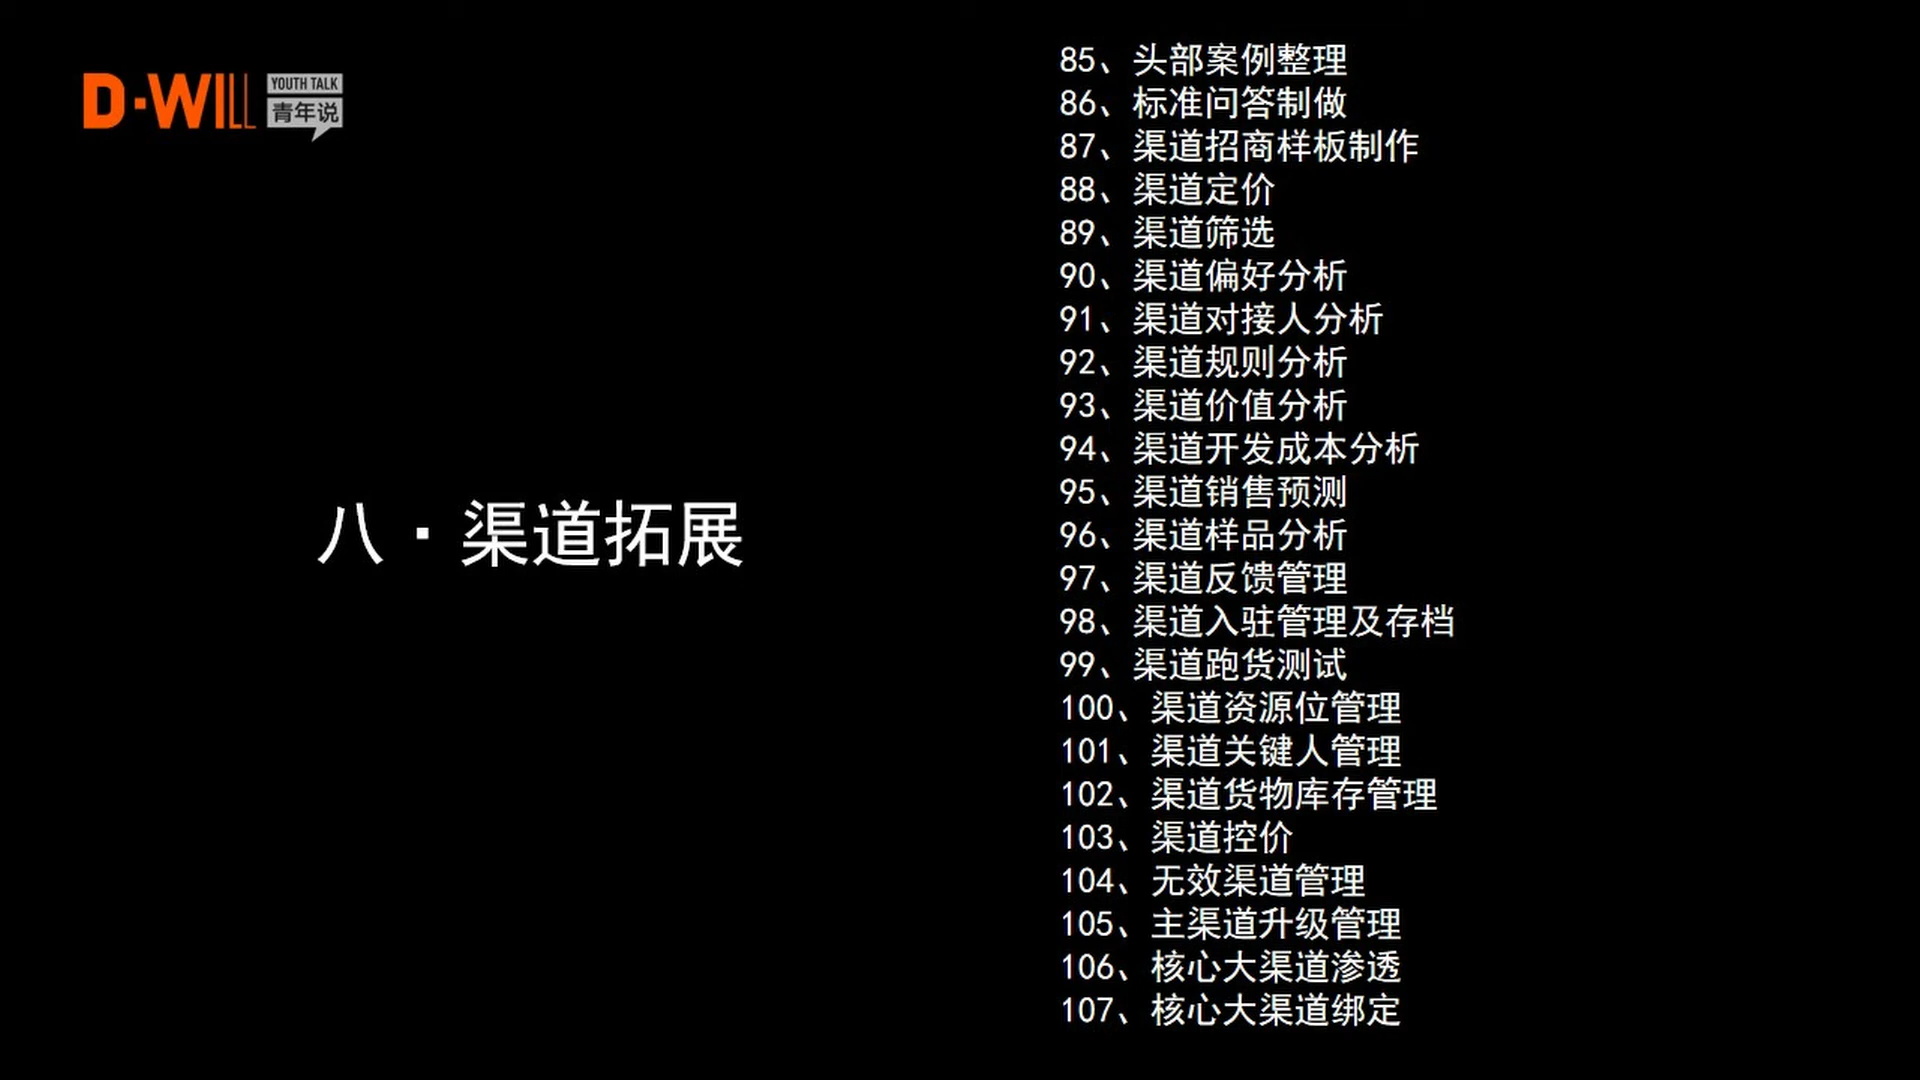 D·WILL
YOUTH TALK
青年说
八·渠道拓展
85、头部案例整理
86、标准问答制做
87、渠道招商样板制作
88、渠道定价
89、渠道筛选
90、渠道偏好分析
91、渠道对接人分析
92、渠道规则分析
93、渠道价值分析
94、渠道开发成本分析
95、渠道销售预测
96、渠道样品分析
97、渠道反馈管理
98、渠道入驻管理及存档
99、渠道跑货测试
100、渠道资源位管理
101、渠道关键人管理
102、渠道货物库存管理
103、渠道控价
104、无效渠道管理
105、主渠道升级管理
106、核心大渠道渗透
107、核心大渠道绑定